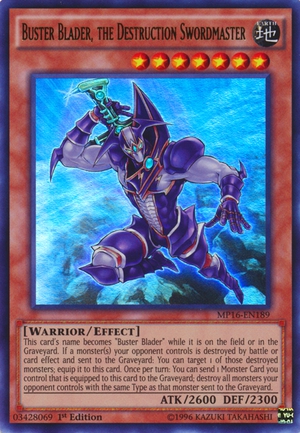 BUSTER BLADER, THE DESTRUCTION SWORDMASTER
EARTH
地
MP16-EN189
[WARRIOR/EFFECT]
This card's name becomes "Buster Blader" while it is on the field or in the
Graveyard. If a monster(s) your opponent controls is destroyed by battle or
card effect and sent to the Graveyard: You can target 1 of those destroyed
monsters; equip it to this card. Once per turn: You can send 1 Monster Card you
control that is equipped to this card to the Graveyard; destroy all monsters your
opponent controls with the same Type as that monster sent to the Graveyard.
ATK/2600 DEF/2300
03428069 1st Edition ©1996 KAZUKI TAKAHASHI